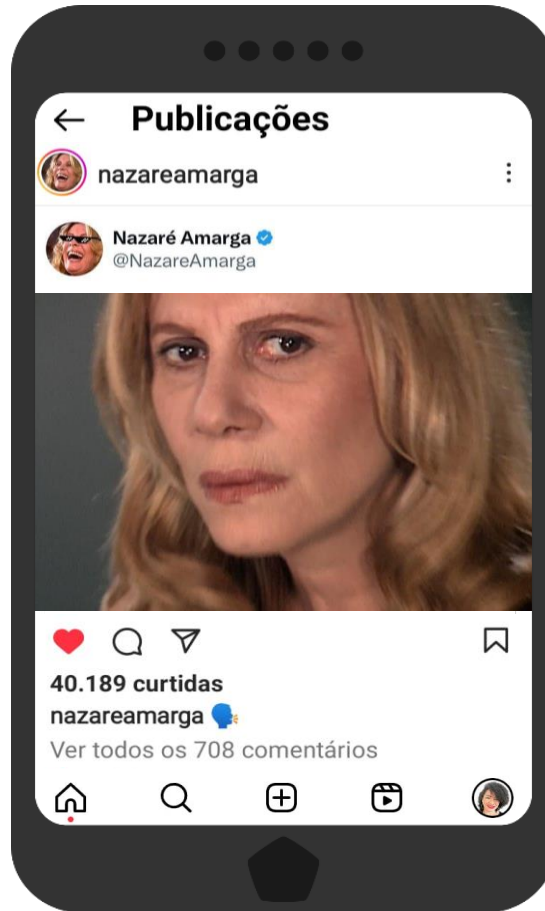 Publicações
nazareamarga
Nazaré Amarga
@NazareAmarga
40.189 curtidas
nazareamarga 🗣️
Ver todos os 708 comentários